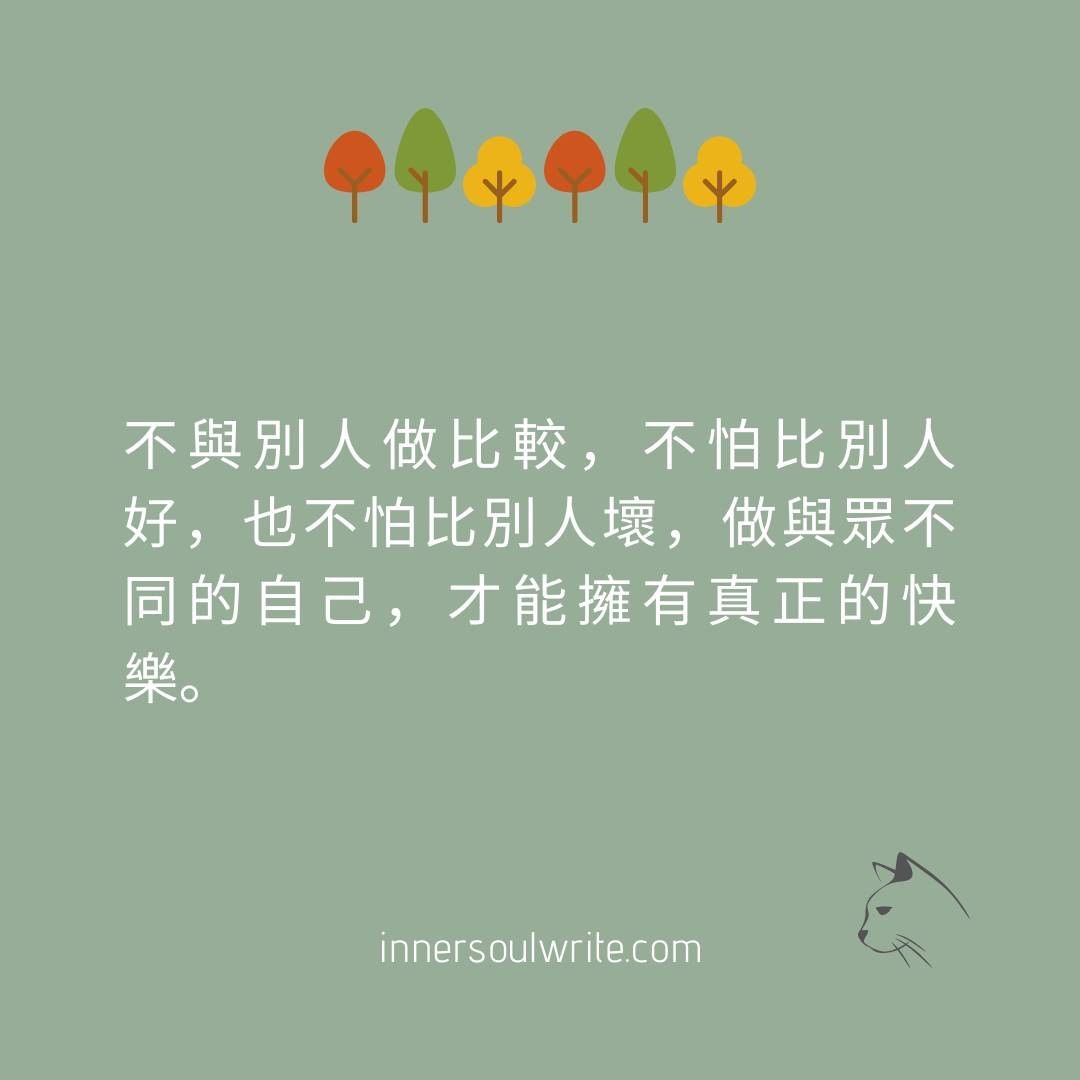 不與別人做比較，不怕比別人
好，也不怕比別人壞，做與眾不
同的自己，才能擁有真正的快
樂。
innersoulwrite.com